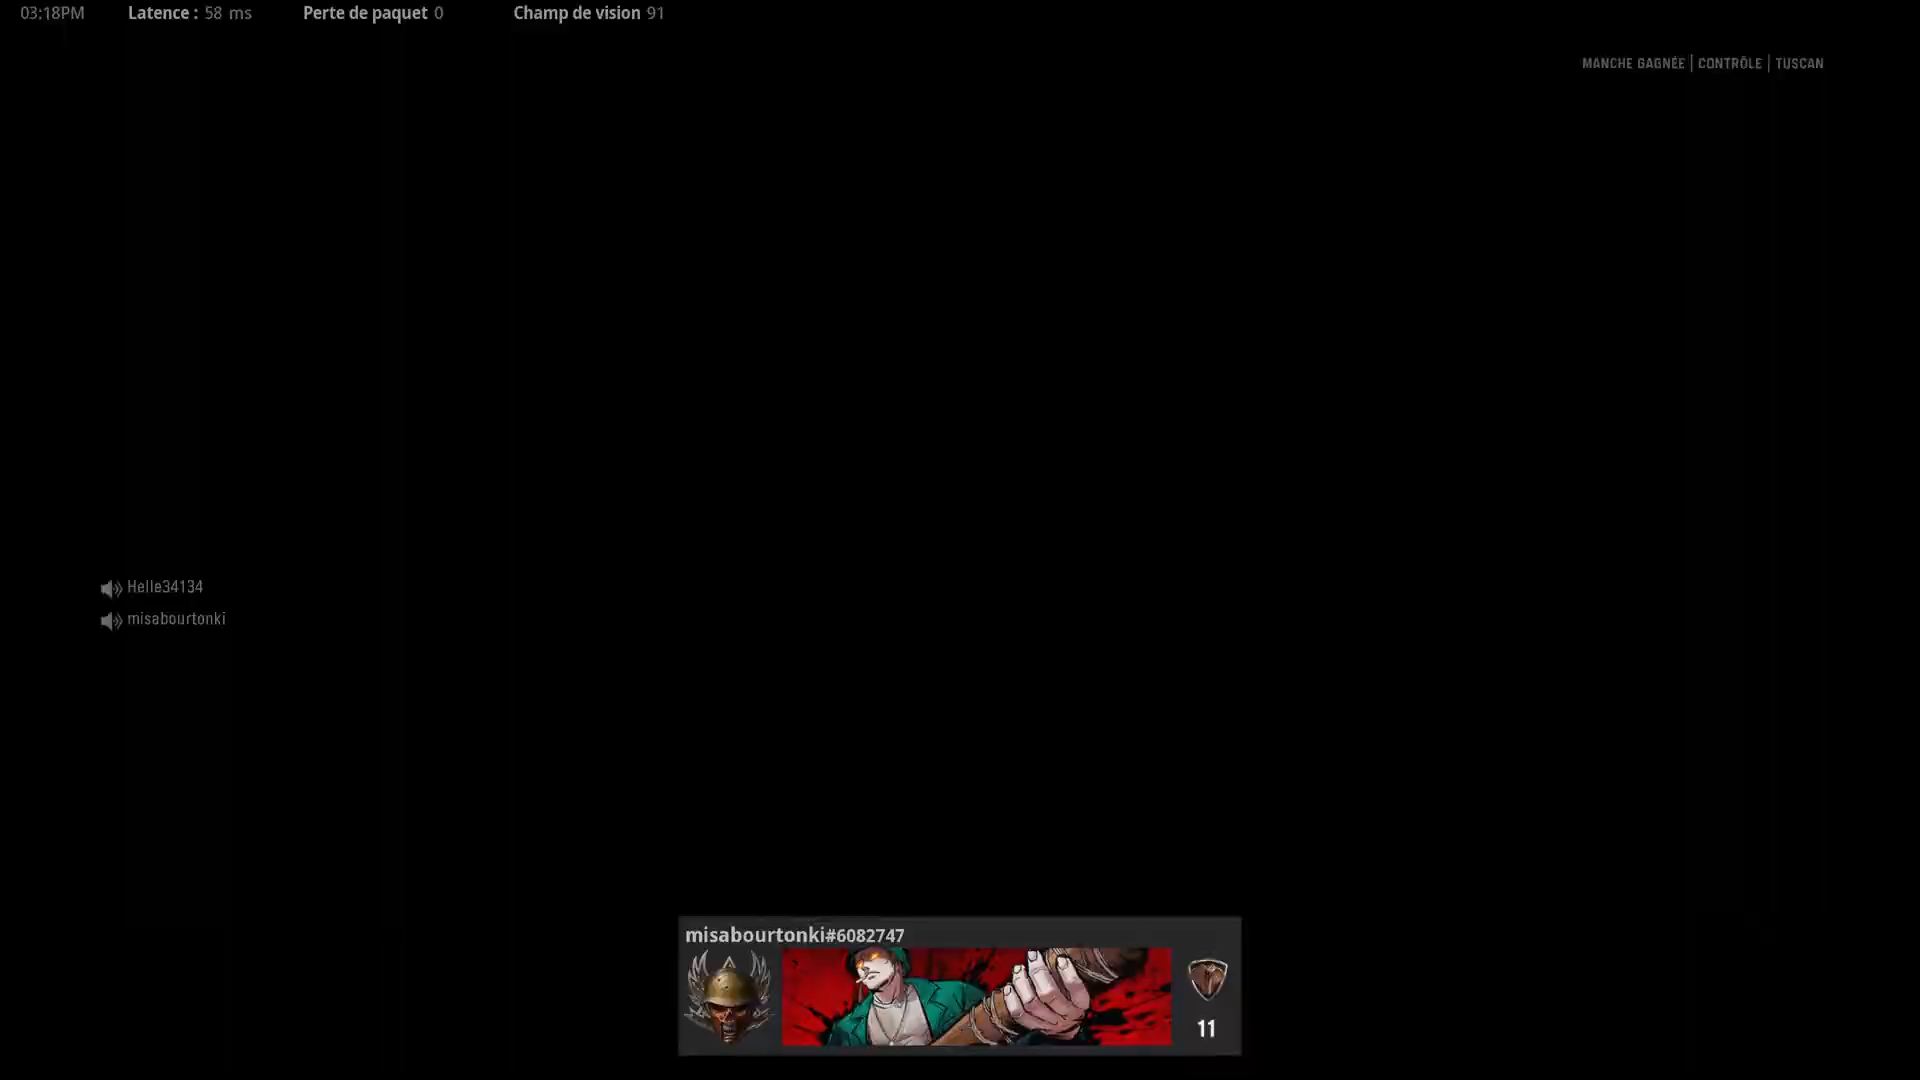 03:18PM Latence : 58 ms Perte de paquet 0 Champ de vision 91
MANCHE GAGNÉE | CONTRÔLE | TUSCAN
Helle34134
misabourtonki
misabourtonki#6082747
11